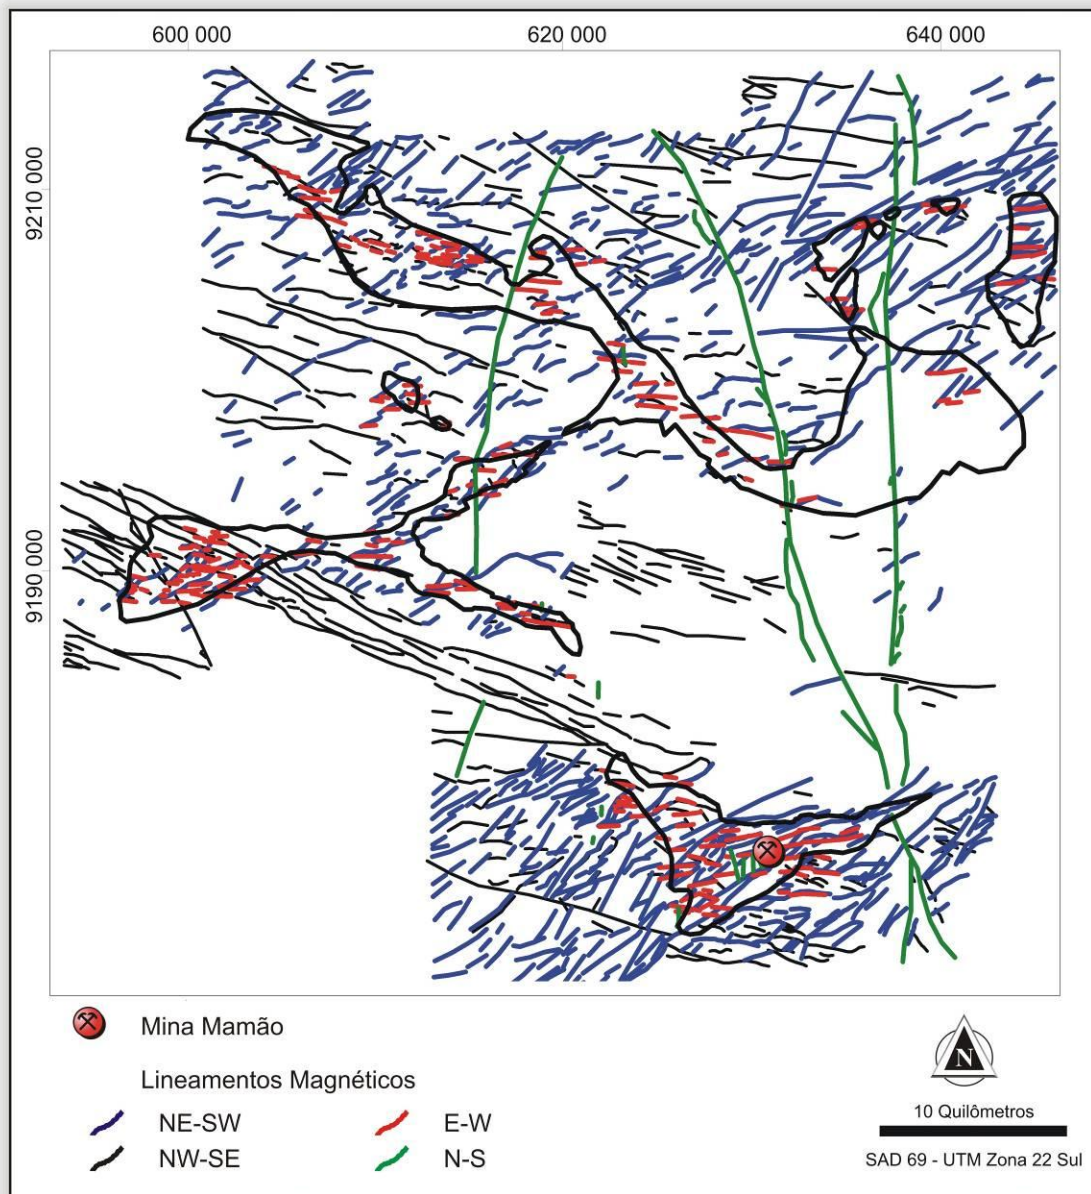 600 000 620 000 640 000
9210 000
9190 000
Mina Mamão
Lineamentos Magnéticos
NE-SW E-W
NW-SE N-S
N
10 Quilômetros
SAD 69 - UTM Zona 22 Sul